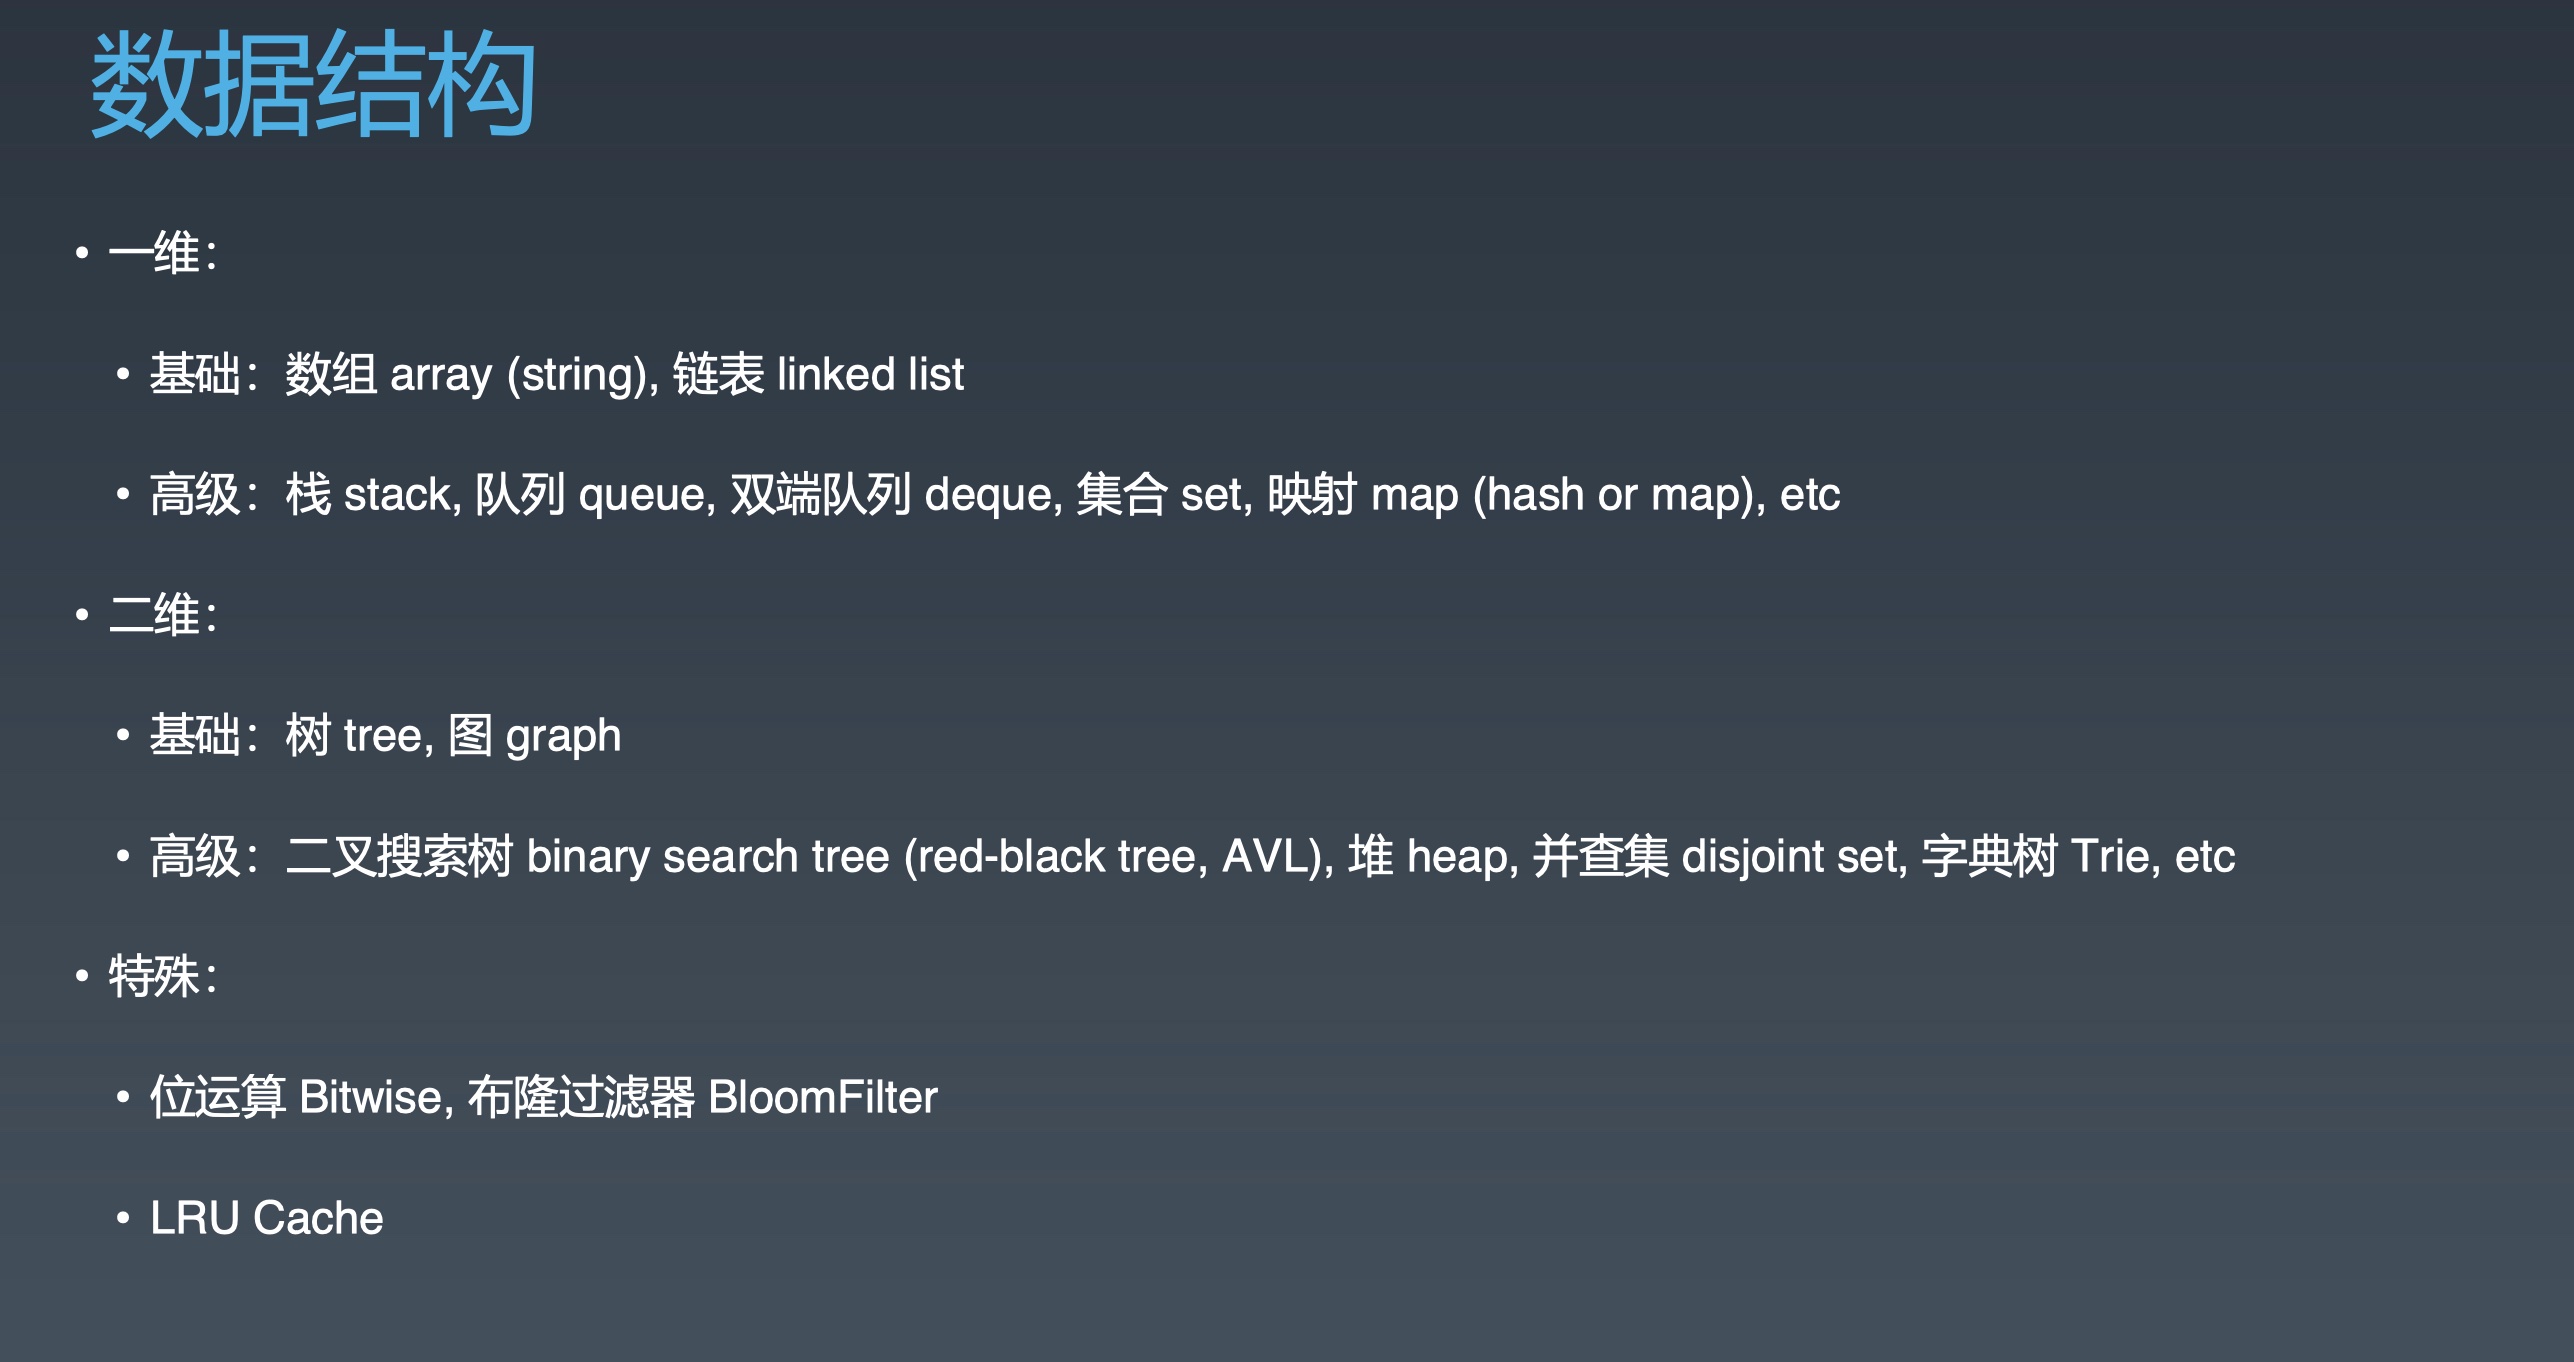 数据结构
• 一维：
• 基础：数组 array (string), 链表 linked list
• 高级：栈 stack, 队列 queue, 双端队列 deque, 集合 set, 映射 map (hash or map), etc
• 二维：
• 基础：树 tree, 图 graph
• 高级：二叉搜索树 binary search tree (red-black tree, AVL), 堆 heap, 并查集 disjoint set, 字典树 Trie, etc
• 特殊：
• 位运算 Bitwise, 布隆过滤器 BloomFilter
• LRU Cache